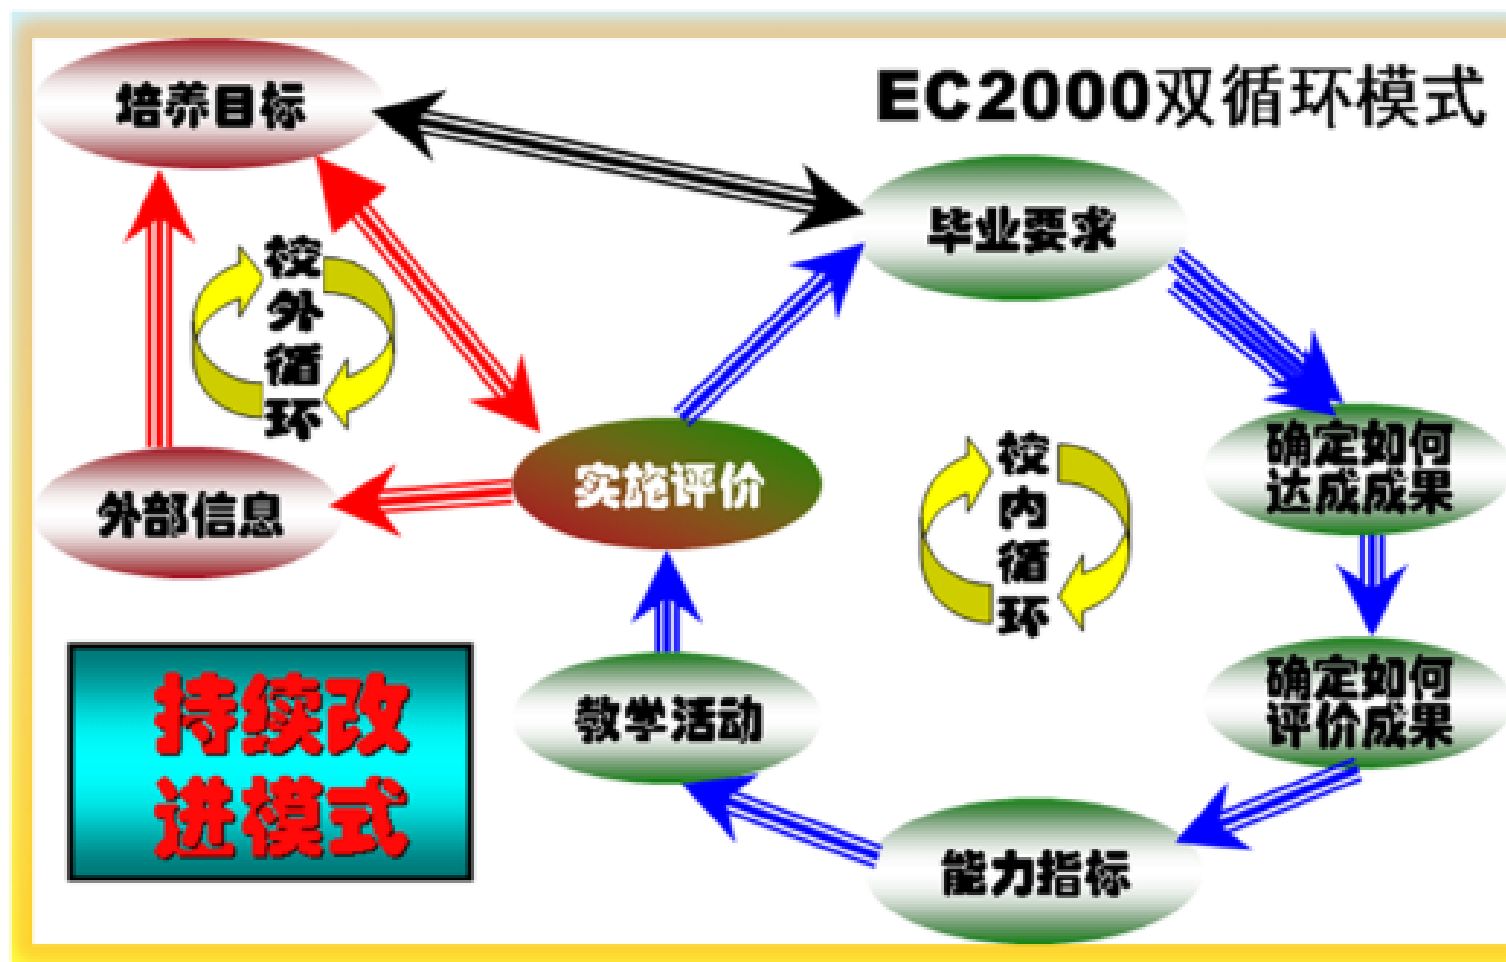 EC2000双循环模式
培养目标
毕业要求
校
外
循
环
确定如何
达成成果
校
内
循
环
实施评价
外部信息
确定如何
评价成果
教学活动
持续改
进模式
能力指标